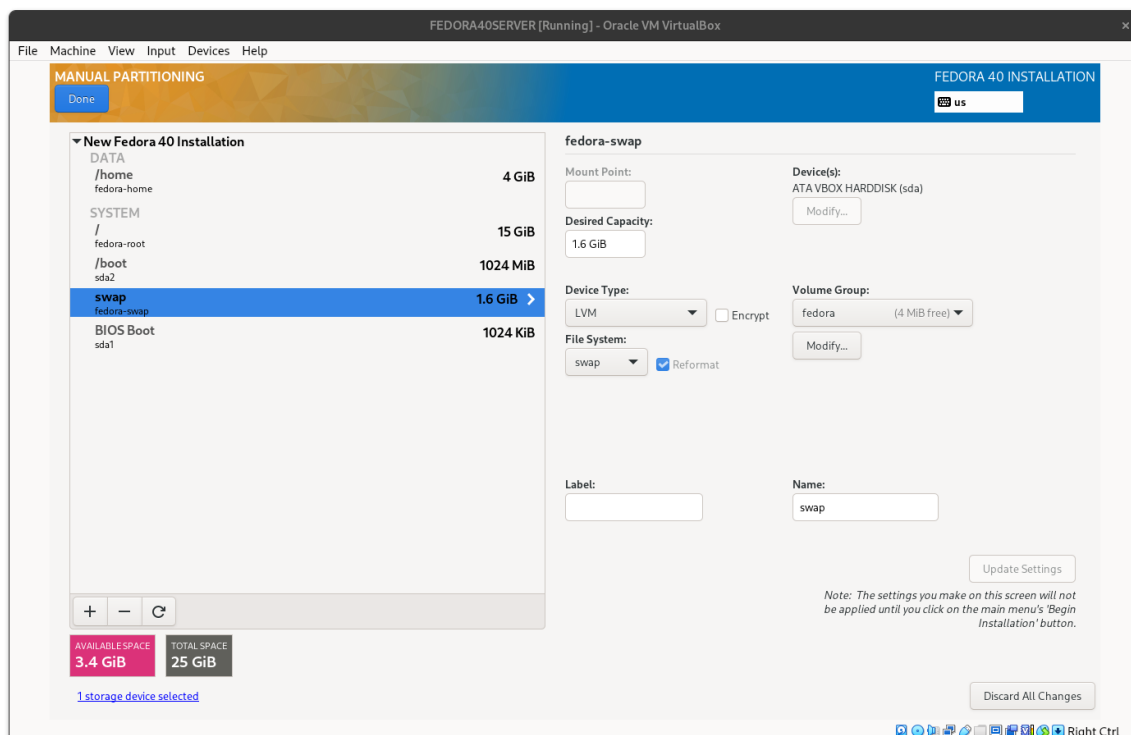 FEDORA40SERVER [Running] - Oracle VM VirtualBox
File Machine View Input Devices Help
MANUAL PARTITIONING
FEDORA 40 INSTALLATION
Done
us
New Fedora 40 Installation
DATA
/home
4 GiB
fedora-home
SYSTEM
/
15 GiB
fedora-root
/boot
1024 MiB
sda2
swap
1.6 GiB
fedora-swap
BIOS Boot
1024 KiB
sda1
AVAILABLE SPACE
3.4 GiB
TOTAL SPACE
25 GiB
1 storage device selected
fedora-swap
Mount Point:
Device(s):
ATA VBOX HARDDISK (sda)
Modify...
Desired Capacity:
1.6 GiB
Device Type:
Volume Group:
LVM
Encrypt
fedora (4 MiB free)
File System:
Modify...
swap
Reformat
Label:
Name:
swap
Update Settings
Note: The settings you make on this screen will not
be applied until you click on the main menu's 'Begin
Installation' button.
Discard All Changes
Right Ctrl